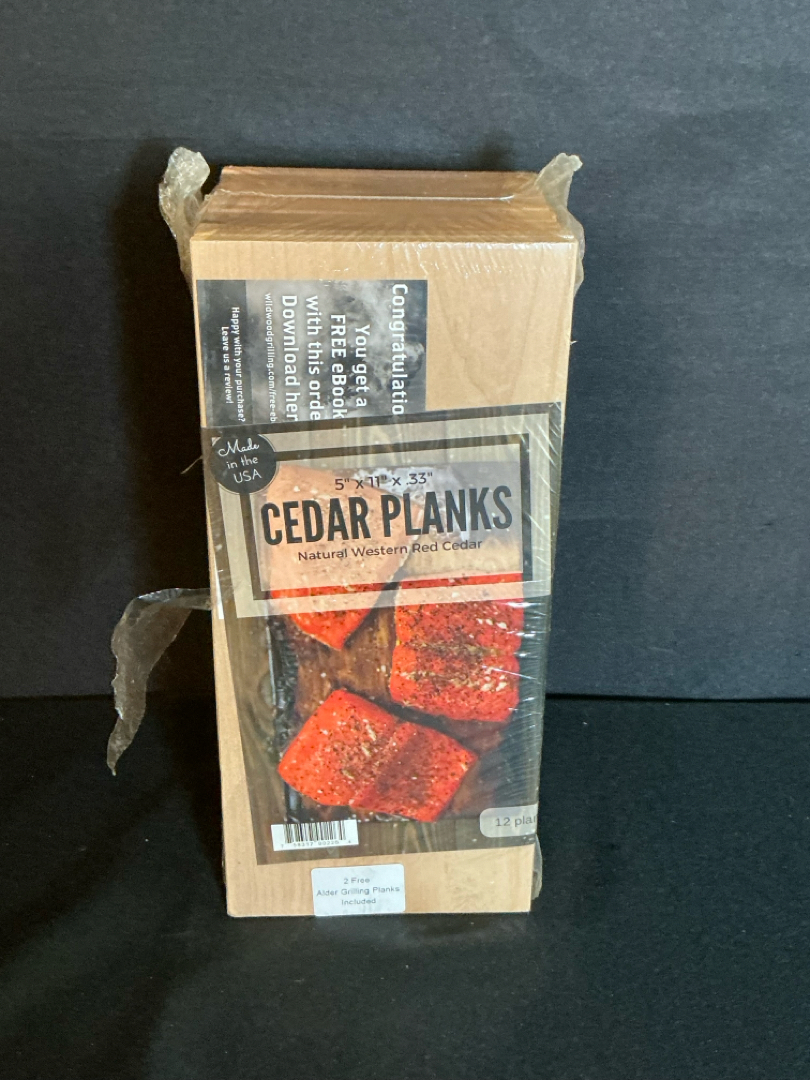 Congratulatio
You get a
FREE eBook
with this orde
Download her
wildwoodgrilling.com/free-eb
Happy with your purchase?
Leave us a review!
Made
in the
USA
5" x 11" x .33"
CEDAR PLANKS
Natural Western Red Cedar
12 plan
2 Free
Alder Grilling Planks
Included